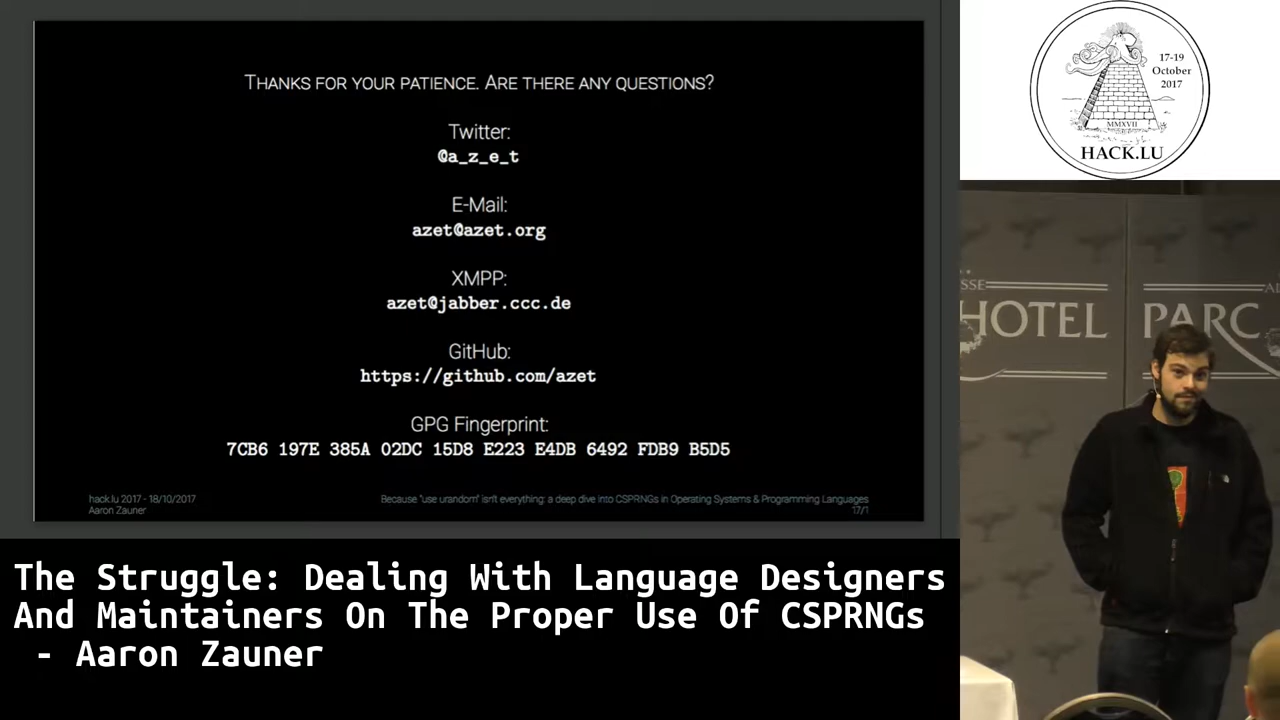 THANKS FOR YOUR PATIENCE. ARE THERE ANY QUESTIONS?
Twitter:
@a_z_e_t
E-Mail:
azet@azet.org
XMPP:
azet@jabber.ccc.de
GitHub:
https://github.com/azet
GPG Fingerprint:
7CB6 197E 385A 02DC 15D8 E223 E4DB 6492 FDB9 B5D5
hack.lu 2017 - 18/10/2017
Aaron Zauner
Because "use urandom" isn't everything: a deep dive into CSPRNGs in Operating Systems & Programming Languages
17/1
The Struggle: Dealing With Language Designers
And Maintainers On The Proper Use Of CSPRNGs
- Aaron Zauner
17-19
October
2017
MMXVII
HACK.LU
HOTEL
PARC